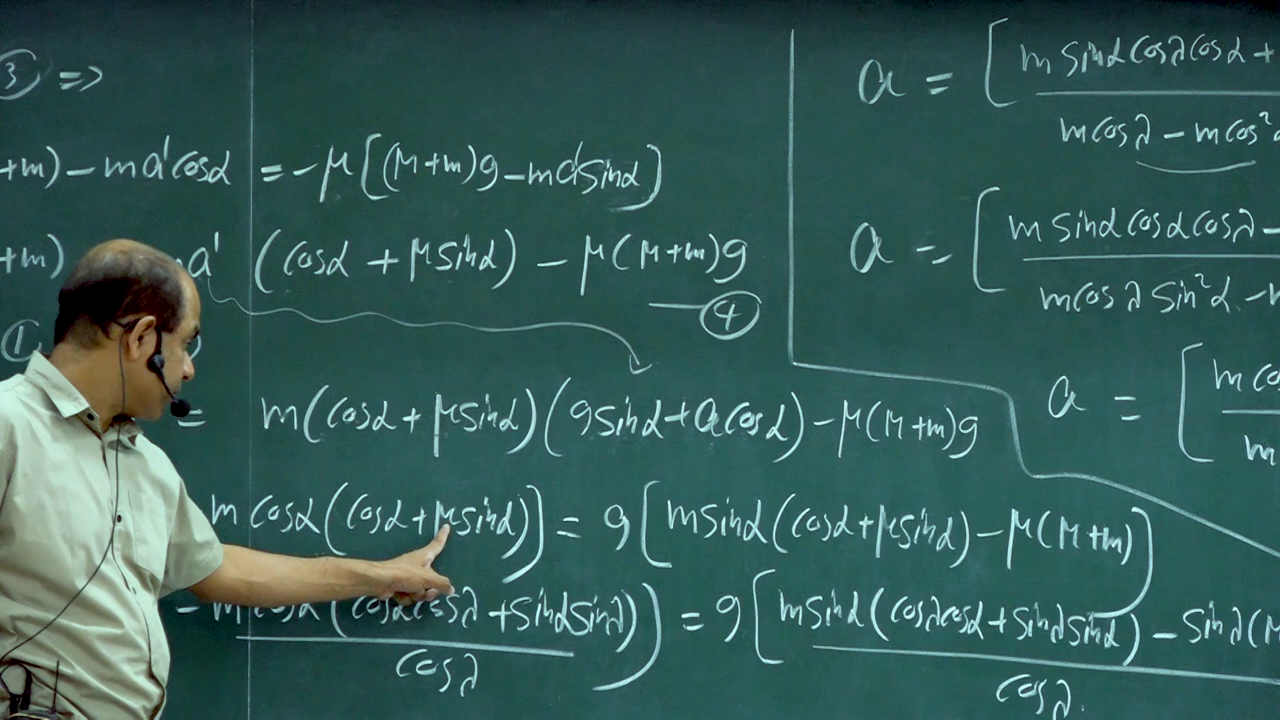 ③ =>
+m) - ma' cosα = -μ[(M+m)g - ma' sinα]
+m) a' (cosα + μ sinα) - μ(M+m)g
— ④
①
= m(cosα + μ sinα)(g sinα + a cosα) - μ(M+m)g
m cosα (cosα + μ sinα)] = g[m sinα (cosα + μ sinα) - μ(M+m)]
- m cosα (cosα cosλ + sinα sinλ)] = g[m sinα (cosλ cosα + sinλ sinα) - sinλ(M
cosλ cosλ.
a = [m sinα cosλ cosα +
m cosλ - m cos²
a = [m sinα cosα cosλ -
m cosλ sin²α -
a = [m co
m